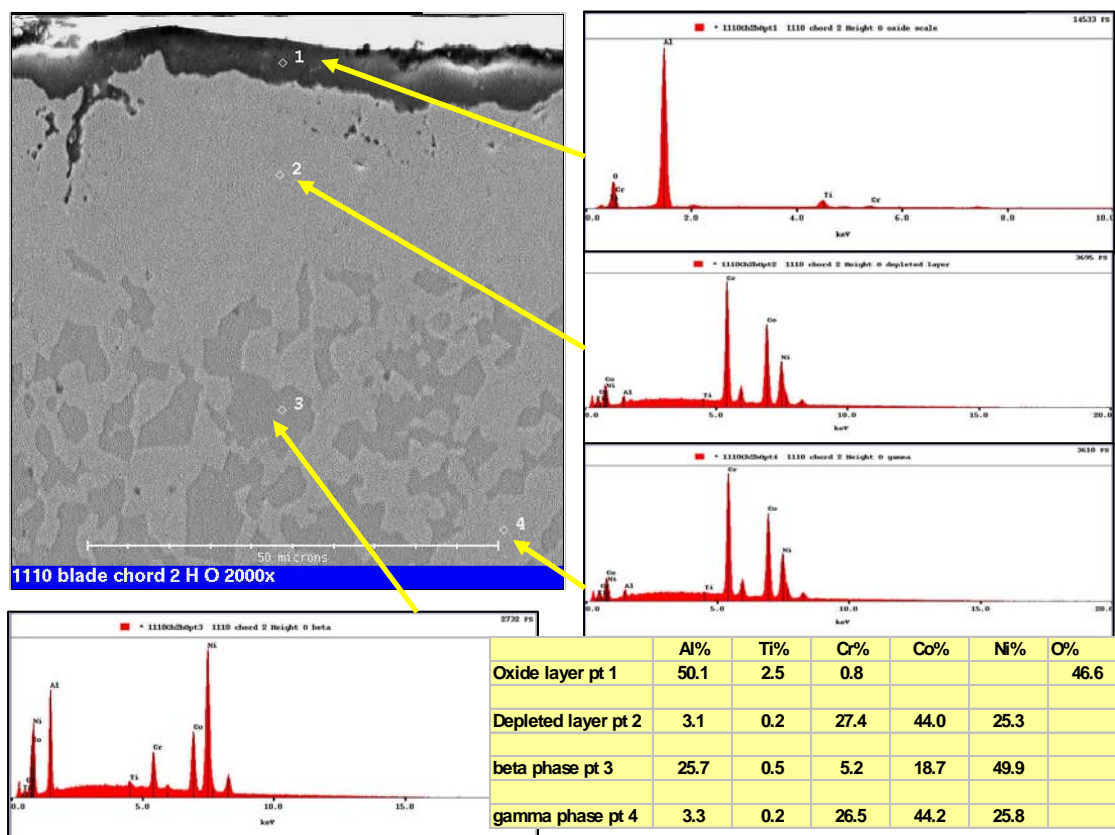 1
2
3
4
50 microns
1110 blade chord 2 H O 2000x
* 1110Ch2h0pt1 1110 chord 2 Height 0 oxide scale
14533 FS
Al
O
Cr
Ti
Cr
0.0 2.0 4.0 6.0 8.0 10.0
keV
* 1110Ch2h0pt2 1110 chord 2 Height 0 depleted layer
3695 FS
Cr
Co
Ni
Co
Ni
Al
Ti
0.0 5.0 10.0 15.0 20.0
keV
* 1110Ch2h0pt4 1110 chord 2 Height 0 gamma
3610 FS
Cr
Co
Ni
Co
Ni
Al
Ti
0.0 5.0 10.0 15.0 20.0
keV
* 1110Ch2h0pt3 1110 chord 2 Height 0 beta
2732 FS
Ni
Al
Ni
Co
Co
Cr
Ti
0.0 5.0 10.0 15.0
keV
Al% Ti% Cr% Co% Ni% O%
Oxide layer pt 1 50.1 2.5 0.8 46.6
Depleted layer pt 2 3.1 0.2 27.4 44.0 25.3
beta phase pt 3 25.7 0.5 5.2 18.7 49.9
gamma phase pt 4 3.3 0.2 26.5 44.2 25.8